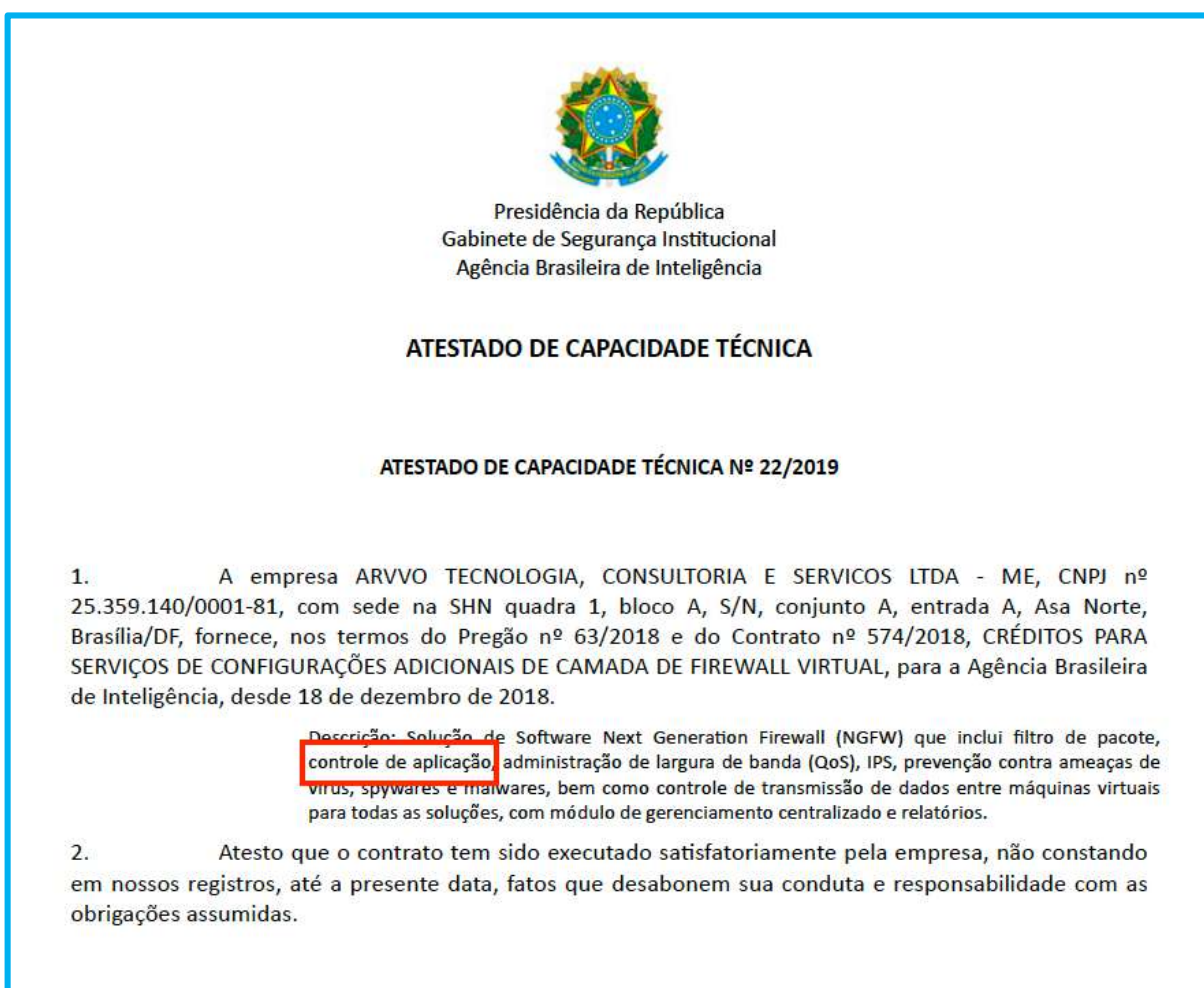 Presidência da República
Gabinete de Segurança Institucional
Agência Brasileira de Inteligência
ATESTADO DE CAPACIDADE TÉCNICA
ATESTADO DE CAPACIDADE TÉCNICA Nº 22/2019
1. A empresa ARVVO TECNOLOGIA, CONSULTORIA E SERVICOS LTDA - ME, CNPJ nº
25.359.140/0001-81, com sede na SHN quadra 1, bloco A, S/N, conjunto A, entrada A, Asa Norte,
Brasília/DF, fornece, nos termos do Pregão nº 63/2018 e do Contrato nº 574/2018, CRÉDITOS PARA
SERVIÇOS DE CONFIGURAÇÕES ADICIONAIS DE CAMADA DE FIREWALL VIRTUAL, para a Agência Brasileira
de Inteligência, desde 18 de dezembro de 2018.
Descrição: Solução de Software Next Generation Firewall (NGFW) que inclui filtro de pacote,
controle de aplicação, administração de largura de banda (QoS), IPS, prevenção contra ameaças de
vírus, spywares e malwares, bem como controle de transmissão de dados entre máquinas virtuais
para todas as soluções, com módulo de gerenciamento centralizado e relatórios.
2. Atesto que o contrato tem sido executado satisfatoriamente pela empresa, não constando
em nossos registros, até a presente data, fatos que desabonem sua conduta e responsabilidade com as
obrigações assumidas.